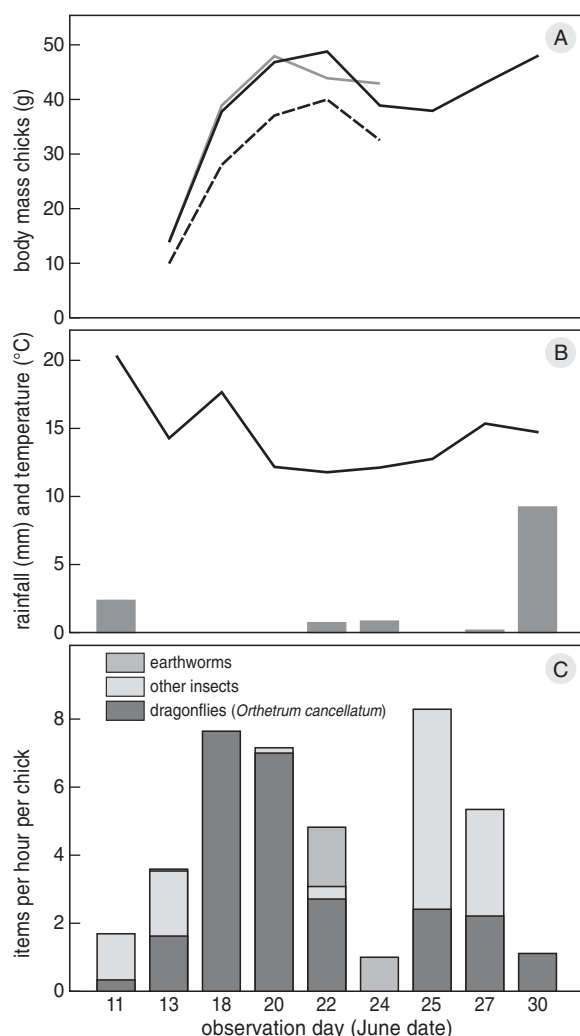 A
body mass chicks (g)
50
40
30
20
10
0
B
rainfall (mm) and temperature (°C)
20
15
10
5
0
C
earthworms
other insects
dragonflies (Orthetrum cancellatum)
items per hour per chick
8
6
4
2
0
11 13 18 20 22 24 25 27 30
observation day (June date)